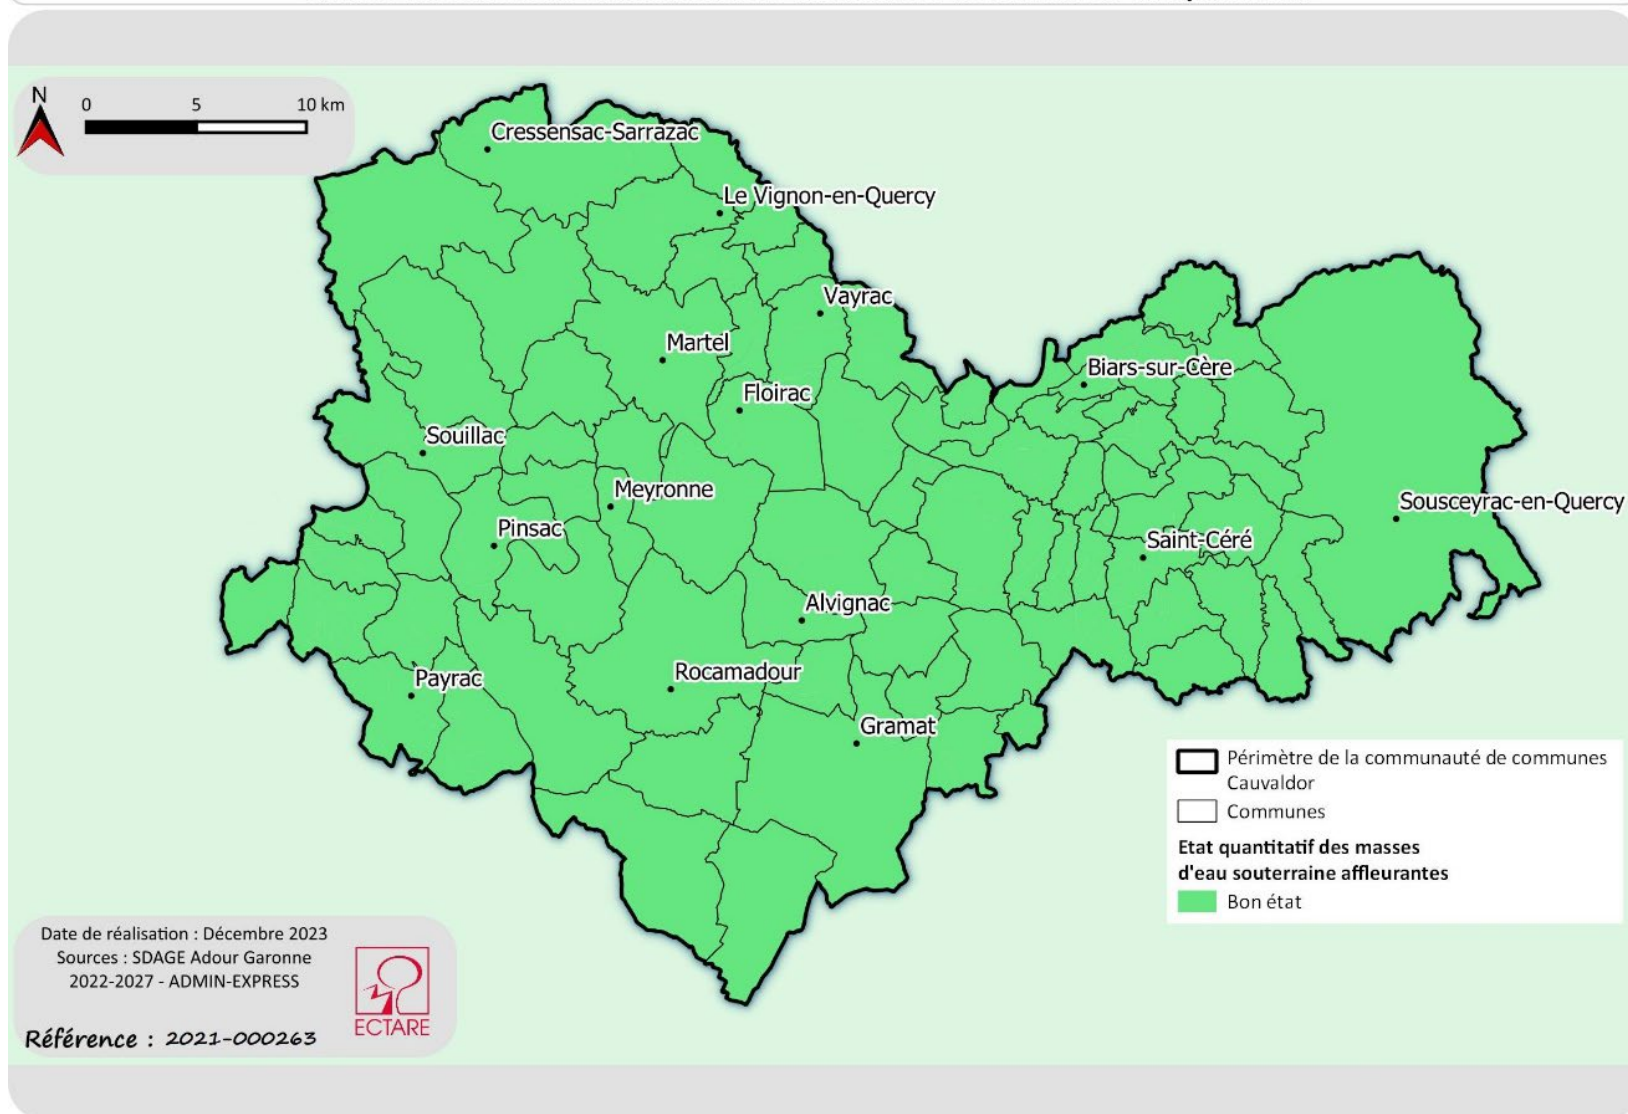 N
0 5 10 km
Cressensac-Sarrazac
Le Vignon-en-Quercy
Vayrac
Martel
Biars-sur-Cère
Floirac
Souillac
Meyronne
Sousceyrac-en-Quercy
Pinsac
Saint-Céré
Alvignac
Payrac
Rocamadour
Gramat
Périmètre de la communauté de communes
Cauvaldor
Communes
Etat quantitatif des masses
d'eau souterraine affleurantes
Bon état
Date de réalisation : Décembre 2023
Sources : SDAGE Adour Garonne
2022-2027 - ADMIN-EXPRESS
ECTARE
Référence : 2021-000263